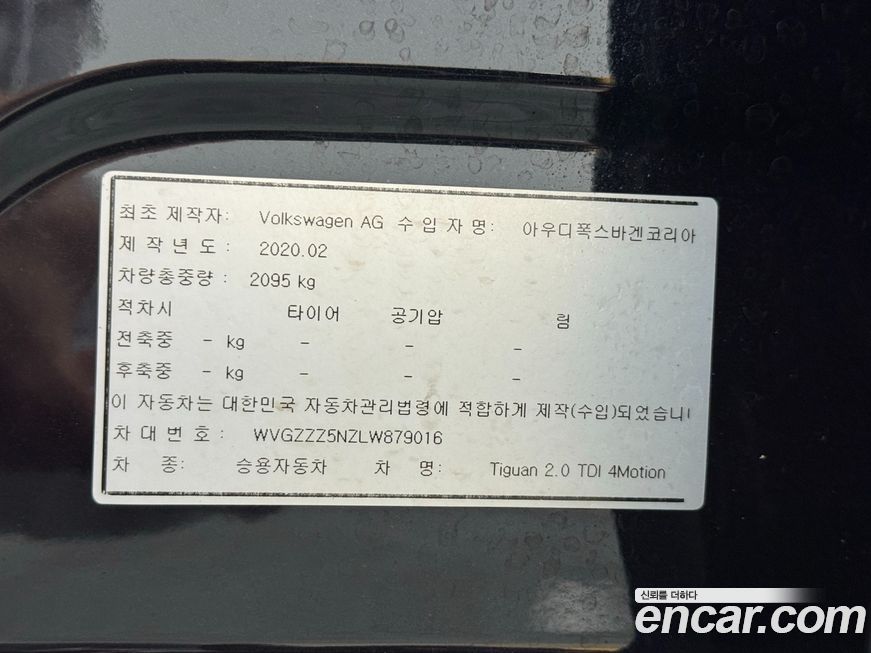 최초 제작자: Volkswagen AG 수 입 자 명: 아우디폭스바겐코리아
제 작 년 도 : 2020.02
차량총중량 : 2095 kg
적차시 타이어 공기압 림
전축중 - kg - - -
후축중 - kg - - -
이 자동차는 대한민국 자동차관리법령에 적합하게 제작(수입)되었습니
차 대 번 호 : WVGZZZ5NZLW879016
차 종: 승용자동차 차 명: Tiguan 2.0 TDI 4Motion
신뢰를 더하다
encar.com